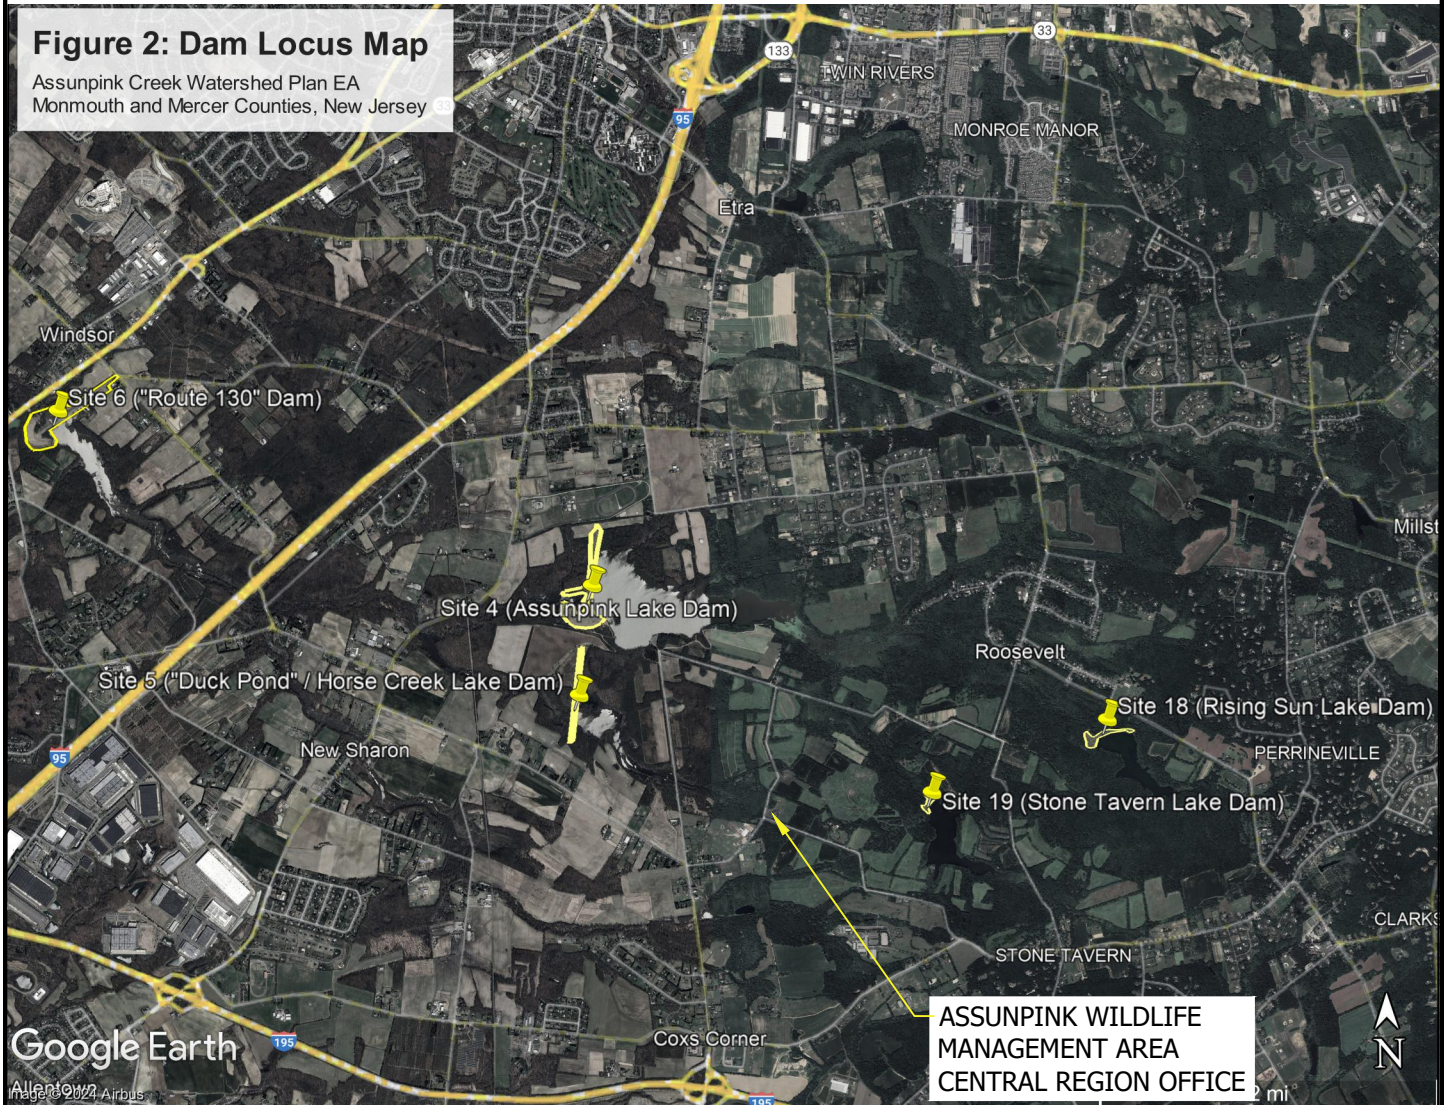 Figure 2: Dam Locus Map
Assunpink Creek Watershed Plan EA
Monmouth and Mercer Counties, New Jersey
33
33
133
TWIN RIVERS
95
MONROE MANOR
Etra
Windsor
Site 6 ("Route 130" Dam)
Millst
Site 4 (Assunpink Lake Dam)
Roosevelt
Site 5 ("Duck Pond" / Horse Creek Lake Dam)
Site 18 (Rising Sun Lake Dam)
New Sharon
PERRINEVILLE
95
Site 19 (Stone Tavern Lake Dam)
CLARKS
STONE TAVERN
ASSUNPINK WILDLIFE
MANAGEMENT AREA
CENTRAL REGION OFFICE
N
Google Earth
195
Coxs Corner
Allentown
Image © 2024 Airbus
195
2 mi